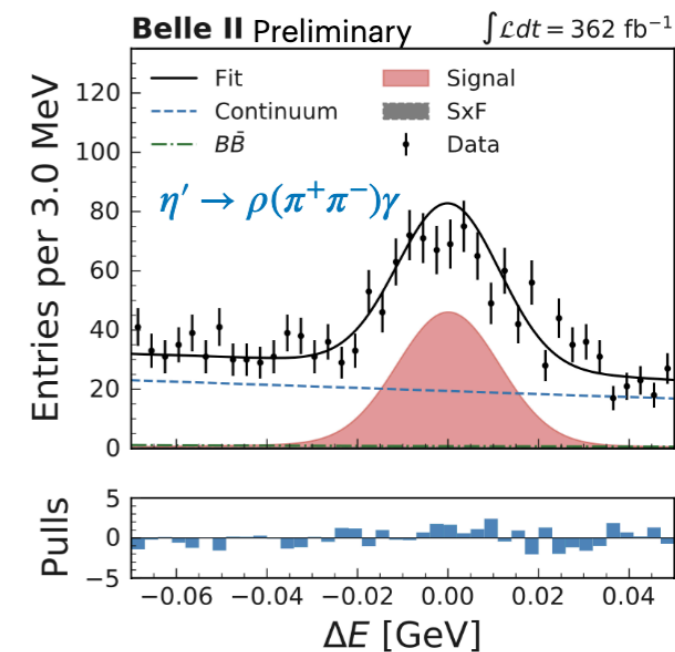 Belle II Preliminary ∫ℒdt = 362 fb⁻¹
Entries per 3.0 MeV
120
100
80
60
40
20
0
Fit
Continuum
BB̄
Signal
SxF
Data
η′ → ρ(π⁺π⁻)γ
Pulls
5
0
−5
−0.06 −0.04 −0.02 0.00 0.02 0.04
ΔE [GeV]